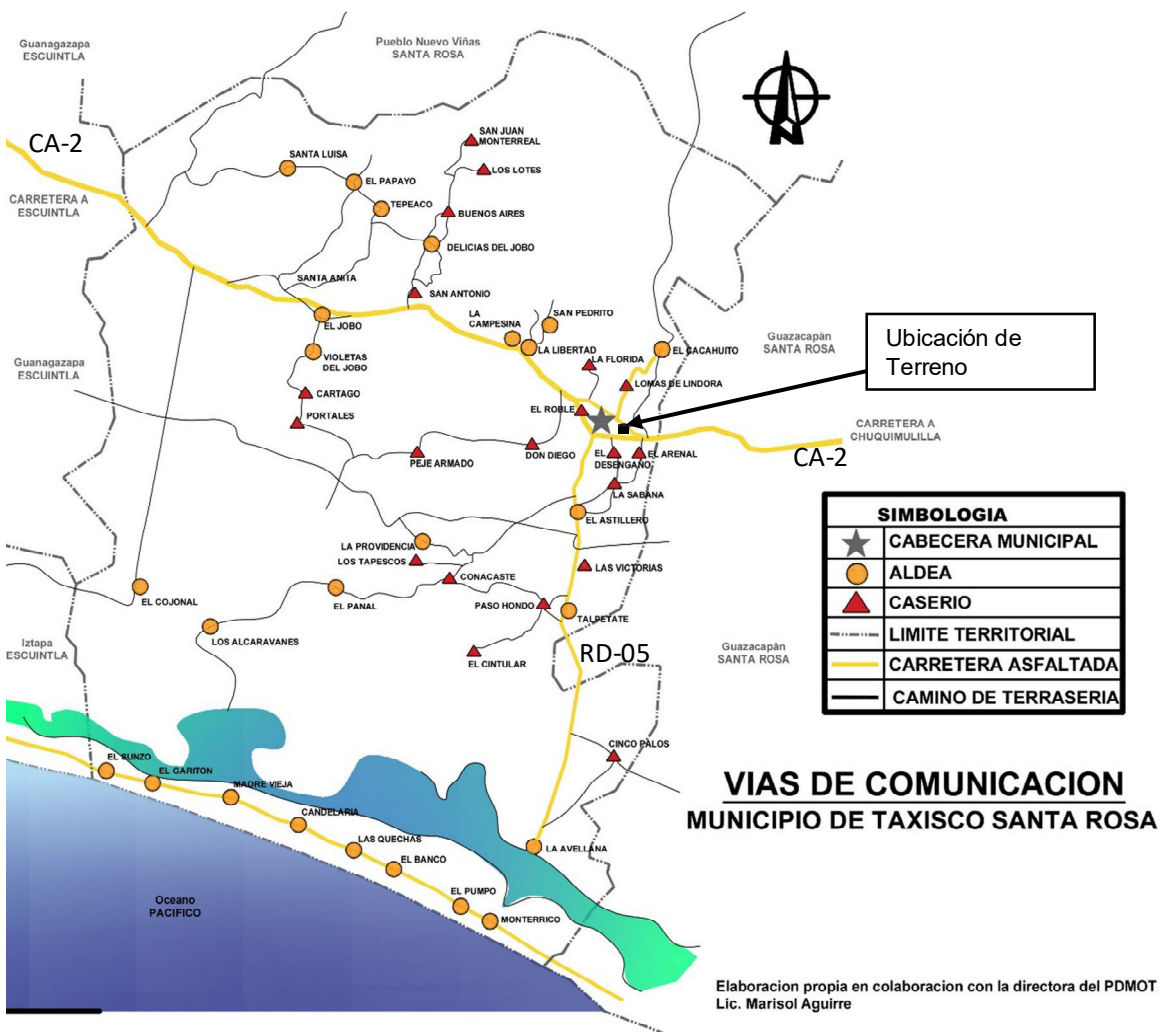 Guanagazapa
ESCUINTLA
Pueblo Nuevo Viñas
SANTA ROSA
CA-2
CARRETERA A
ESCUINTLA
SAN JUAN
MONTERREAL
SANTA LUISA
LOS LOTES
EL PAPAYO
TEPEACO
BUENOS AIRES
DELICIAS DEL JOBO
SANTA ANITA
SAN ANTONIO
EL JOBO
LA
CAMPESINA
SAN PEDRITO
LA LIBERTAD
LA FLORIDA
EL CACAHUITO
Guazacapàn
SANTA ROSA
Ubicación de
Terreno
Guanagazapa
ESCUINTLA
VIOLETAS
DEL JOBO
CARTAGO
PORTALES
LOMAS DE LINDORA
EL ROBLE
CARRETERA A
CHUQUIMULILLA
CA-2
PEJE ARMADO
DON DIEGO
EL
DESENGAÑO
EL ARENAL
LA SABANA
EL ASTILLERO
LA PROVIDENCIA
LOS TAPESCOS
CONACASTE
LAS VICTORIAS
EL COJONAL
EL PANAL
PASO HONDO
TALPETATE
LOS ALCARAVANES
Iztapa
ESCUINTLA
EL CINTULAR
RD-05
Guazacapàn
SANTA ROSA
SIMBOLOGIA
CABECERA MUNICIPAL
ALDEA
CASERIO
LIMITE TERRITORIAL
CARRETERA ASFALTADA
CAMINO DE TERRASERIA
CINCO PALOS
EL SUNZO
EL GARITON
MADRE VIEJA
CANDELARIA
LAS QUECHAS
EL BANCO
LA AVELLANA
EL PUMPO
MONTERRICO
Oceano
PACIFICO
VIAS DE COMUNICACION
MUNICIPIO DE TAXISCO SANTA ROSA
Elaboracion propia en colaboracion con la directora del PDMOT
Lic. Marisol Aguirre